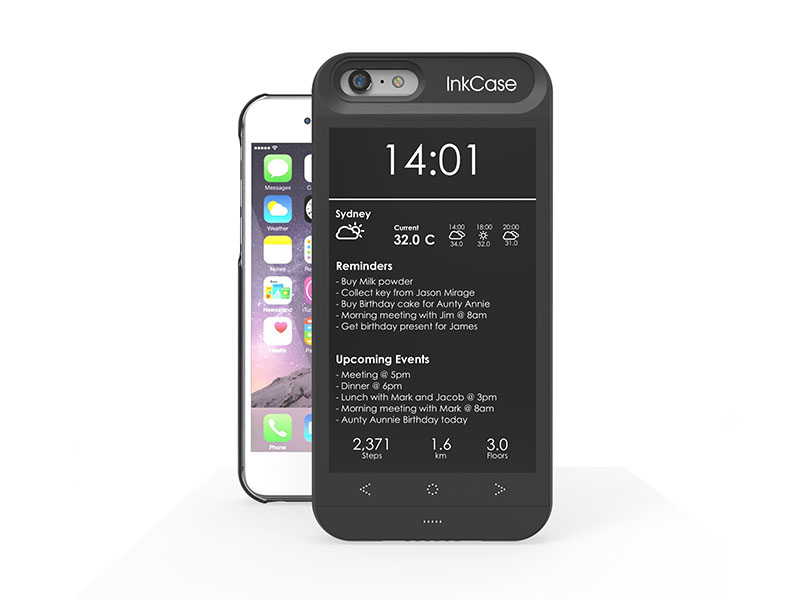 InkCase
14:01
Sydney
Current
32.0 C
14:00 18:00 20:00
34.0 32.0 31.0
Reminders
- Buy Milk powder
- Collect key from Jason Mirage
- Buy Birthday cake for Aunty Annie
- Morning meeting with Jim @ 8am
- Get birthday present for James
Upcoming Events
- Meeting @ 5pm
- Dinner @ 6pm
- Lunch with Mark and Jacob @ 3pm
- Morning meeting with Mark @ 8am
- Aunty Aunnie Birthday today
2,371 1.6 3.0
Steps km Floors
Messages
Weather
Notes
Newsstand
Health
Phone